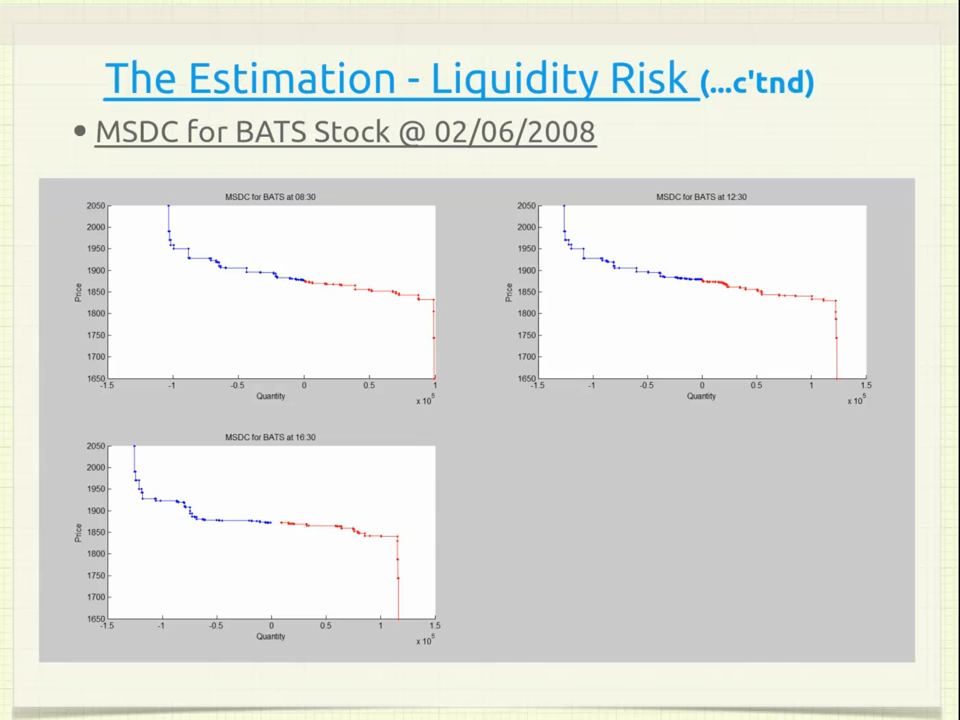 The Estimation - Liquidity Risk (...c'tnd)
• MSDC for BATS Stock @ 02/06/2008
MSDC for BATS at 08:30
2050
2000
1950
1900
1850
1800
1750
1700
1650
Price
-1.5 -1 -0.5 0 0.5 1
Quantity
x 10^5
MSDC for BATS at 12:30
2050
2000
1950
1900
1850
1800
1750
1700
1650
Price
-1.5 -1 -0.5 0 0.5 1 1.5
Quantity
x 10^5
MSDC for BATS at 16:30
2050
2000
1950
1900
1850
1800
1750
1700
1650
Price
-1.5 -1 -0.5 0 0.5 1 1.5
Quantity
x 10^5